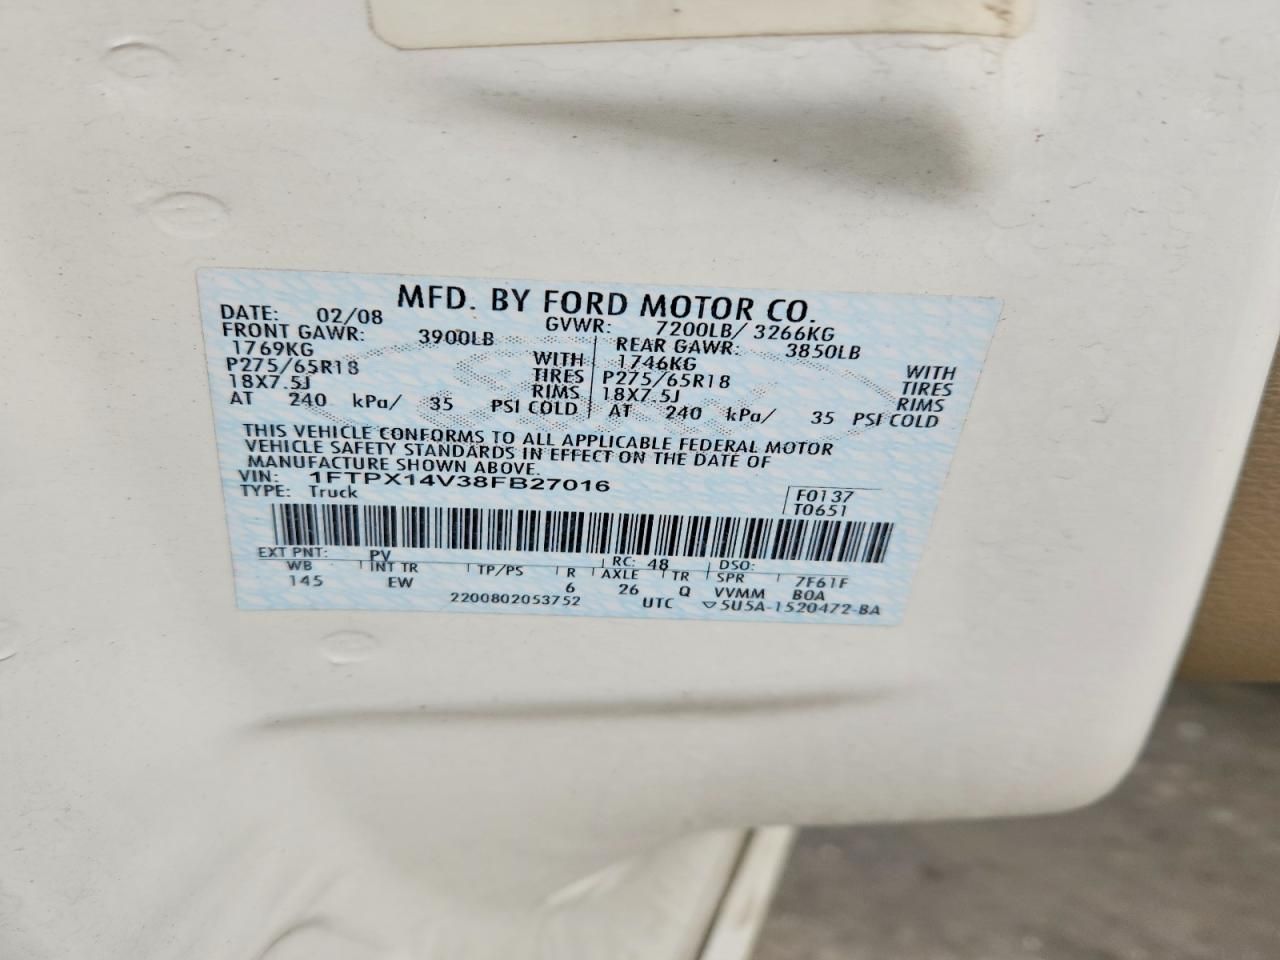 MFD. BY FORD MOTOR CO.
DATE: 02/08 GVWR: 7200LB/ 3266KG
FRONT GAWR: 3900LB REAR GAWR: 3850LB
1769KG WITH 1746KG WITH
P275/65R18 TIRES P275/65R18 TIRES
18X7.5J RIMS 18X7.5J RIMS
AT 240 kPa/ 35 PSI COLD AT 240 kPa/ 35 PSI COLD
THIS VEHICLE CONFORMS TO ALL APPLICABLE FEDERAL MOTOR
VEHICLE SAFETY STANDARDS IN EFFECT ON THE DATE OF
MANUFACTURE SHOWN ABOVE.
VIN: 1FTPX14V38FB27016
TYPE: Truck F0137
T0651
EXT PNT: PV RC: 48 DSO:
WB INT TR TP/PS R AXLE TR SPR 7F61F
145 EW 6 26 Q VVMM B0A
2200802053752 UTC ▽5U5A-1520472-BA